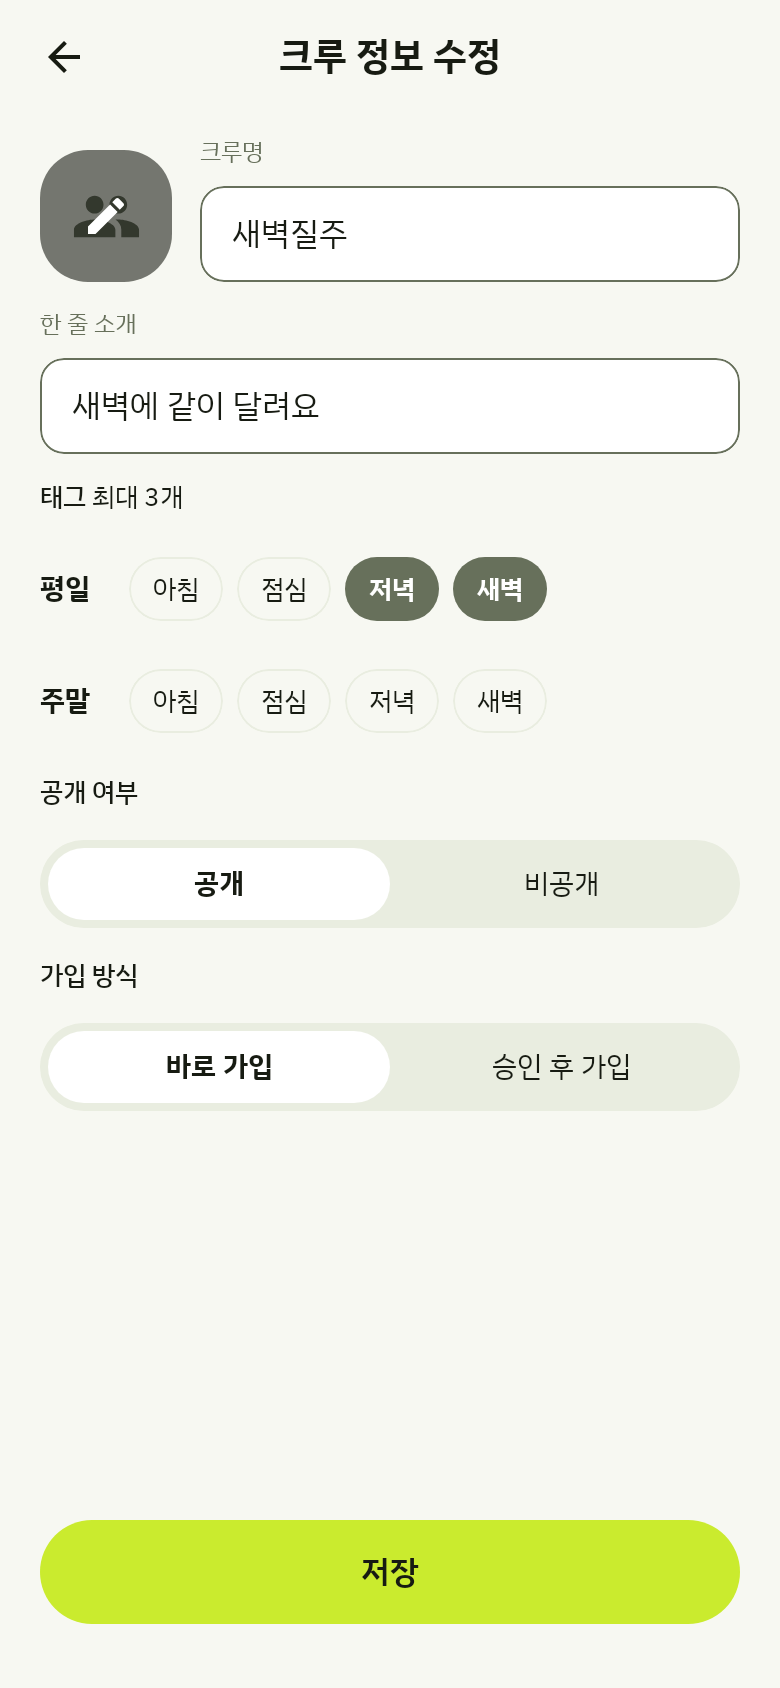 크루 정보 수정
크루명
새벽질주
한 줄 소개
새벽에 같이 달려요
태그 최대 3개
평일 아침 점심 저녁 새벽
주말 아침 점심 저녁 새벽
공개 여부
공개 비공개
가입 방식
바로 가입 승인 후 가입
저장